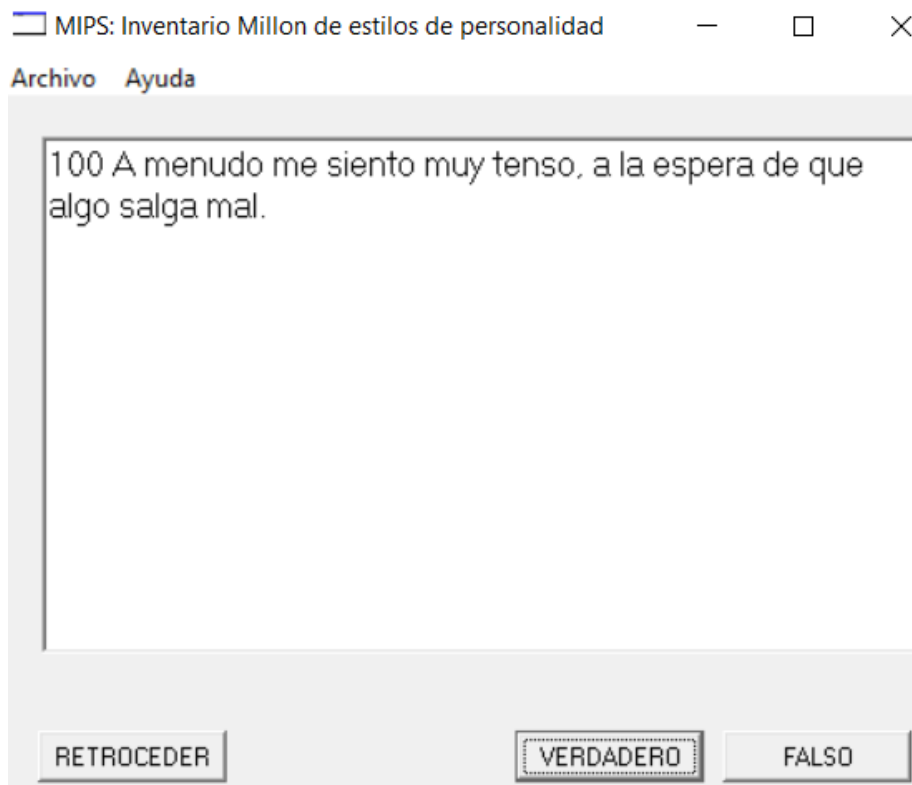 MIPS: Inventario Millon de estilos de personalidad
Archivo Ayuda
100 A menudo me siento muy tenso, a la espera de que
algo salga mal.
RETROCEDER VERDADERO FALSO